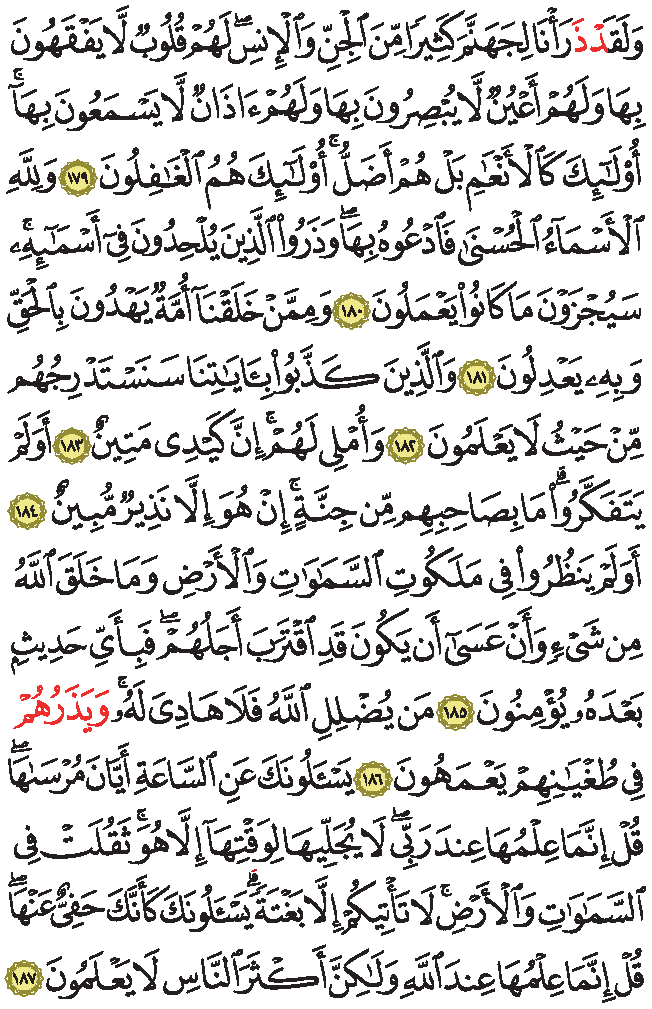 وَلَقَدْ ذَرَأْنَا لِجَهَنَّمَ كَثِيرًا مِّنَ ٱلْجِنِّ وَٱلْإِنسِ ۖ لَهُمْ قُلُوبٌ لَّا يَفْقَهُونَ
بِهَا وَلَهُمْ أَعْيُنٌ لَّا يُبْصِرُونَ بِهَا وَلَهُمْ ءَاذَانٌ لَّا يَسْمَعُونَ بِهَآ ۚ
أُو۟لَـٰٓئِكَ كَٱلْأَنْعَـٰمِ بَلْ هُمْ أَضَلُّ ۚ أُو۟لَـٰٓئِكَ هُمُ ٱلْغَـٰفِلُونَ ١٧٩ وَلِلَّهِ
ٱلْأَسْمَآءُ ٱلْحُسْنَىٰ فَٱدْعُوهُ بِهَا ۖ وَذَرُوا۟ ٱلَّذِينَ يُلْحِدُونَ فِىٓ أَسْمَـٰٓئِهِۦ ۚ
سَيُجْزَوْنَ مَا كَانُوا۟ يَعْمَلُونَ ١٨٠ وَمِمَّنْ خَلَقْنَآ أُمَّةٌ يَهْدُونَ بِٱلْحَقِّ
وَبِهِۦ يَعْدِلُونَ ١٨١ وَٱلَّذِينَ كَذَّبُوا۟ بِـَٔايَـٰتِنَا سَنَسْتَدْرِجُهُم
مِّنْ حَيْثُ لَا يَعْلَمُونَ ١٨٢ وَأُمْلِى لَهُمْ ۚ إِنَّ كَيْدِى مَتِينٌ ١٨٣ أَوَلَمْ
يَتَفَكَّرُوا۟ ۗ مَا بِصَاحِبِهِم مِّن جِنَّةٍ ۚ إِنْ هُوَ إِلَّا نَذِيرٌ مُّبِينٌ ١٨٤
أَوَلَمْ يَنظُرُوا۟ فِى مَلَكُوتِ ٱلسَّمَـٰوَٰتِ وَٱلْأَرْضِ وَمَا خَلَقَ ٱللَّهُ
مِن شَىْءٍ وَأَنْ عَسَىٰٓ أَن يَكُونَ قَدِ ٱقْتَرَبَ أَجَلُهُمْ ۖ فَبِأَىِّ حَدِيثٍۭ
بَعْدَهُۥ يُؤْمِنُونَ ١٨٥ مَن يُضْلِلِ ٱللَّهُ فَلَا هَادِىَ لَهُۥ ۚ وَيَذَرُهُمْ
فِى طُغْيَـٰنِهِمْ يَعْمَهُونَ ١٨٦ يَسْـَٔلُونَكَ عَنِ ٱلسَّاعَةِ أَيَّانَ مُرْسَىٰهَا ۖ
قُلْ إِنَّمَا عِلْمُهَا عِندَ رَبِّى ۖ لَا يُجَلِّيهَا لِوَقْتِهَآ إِلَّا هُوَ ۚ ثَقُلَتْ فِى
ٱلسَّمَـٰوَٰتِ وَٱلْأَرْضِ ۚ لَا تَأْتِيكُمْ إِلَّا بَغْتَةً ۗ يَسْـَٔلُونَكَ كَأَنَّكَ حَفِىٌّ عَنْهَا ۖ
قُلْ إِنَّمَا عِلْمُهَا عِندَ ٱللَّهِ وَلَـٰكِنَّ أَكْثَرَ ٱلنَّاسِ لَا يَعْلَمُونَ ١٨٧